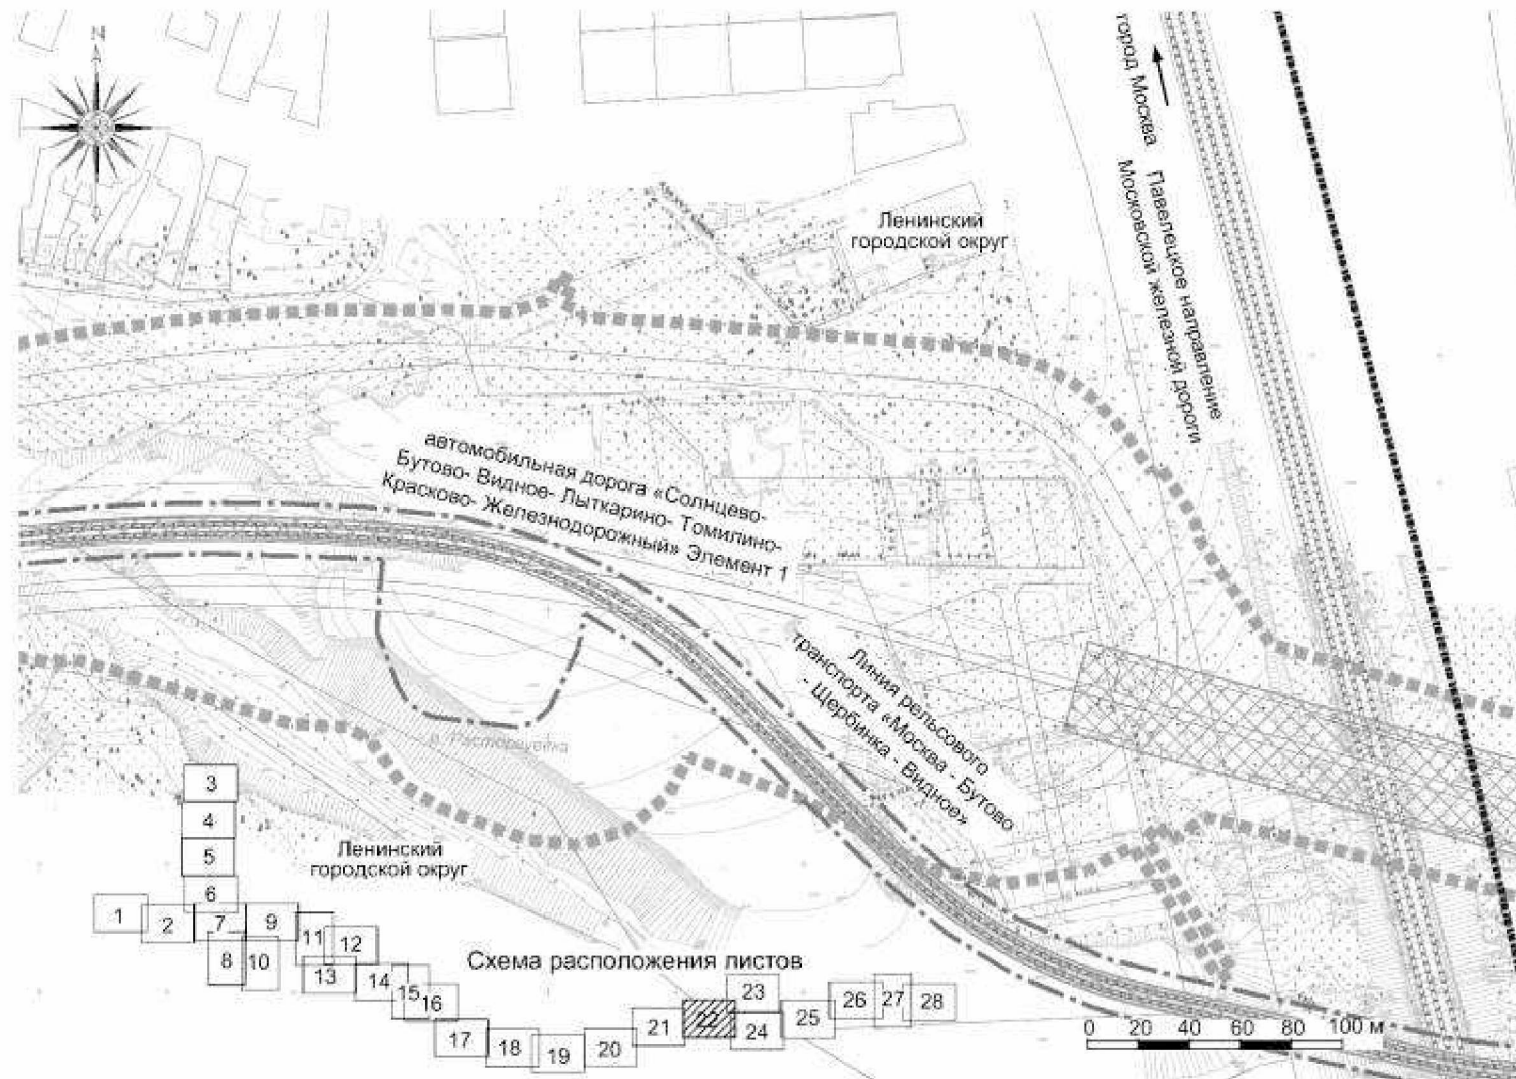 N
город Москва
Павелецкое направление
Московской железной дороги
Ленинский
городской округ
автомобильная дорога «Солнцево-
Бутово- Видное- Лыткарино- Томилино-
Красково- Железнодорожный» Элемент 1
Линия рельсового
транспорта «Москва - Бутово
- Щербинка - Видное»
р. Расторгуевка
Ленинский
городской округ
Схема расположения листов
1
2
3
4
5
6
7
8
9
10
11
12
13
14
15
16
17
18
19
20
21
22
23
24
25
26
27
28
0 20 40 60 80 100 м